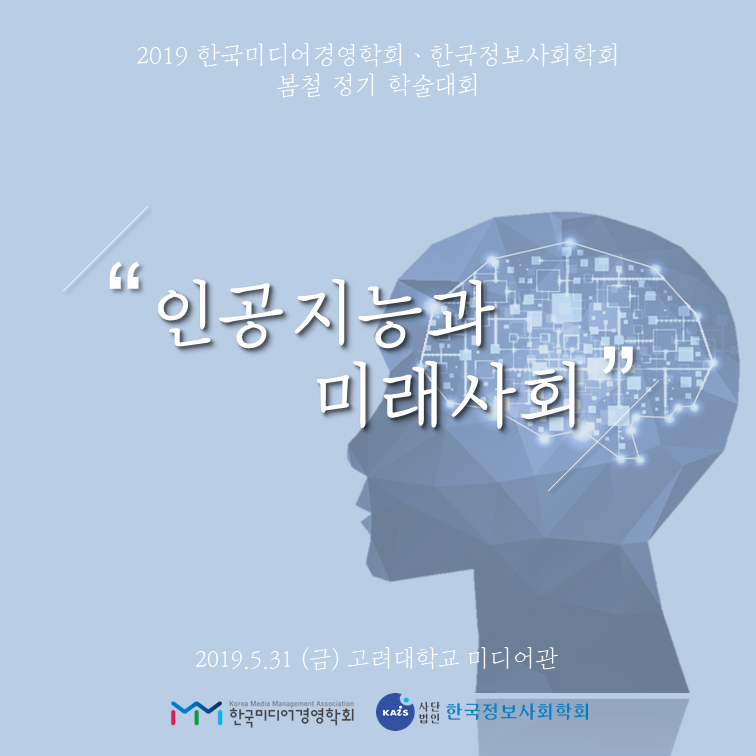 2019 한국미디어경영학회、한국정보사회학회
봄철 정기 학술대회
“ 인공지능과
미래사회 ”
2019.5.31 (금) 고려대학교 미디어관
Korea Media Management Association
한국미디어경영학회
KAIS
사단
법인
한국정보사회학회